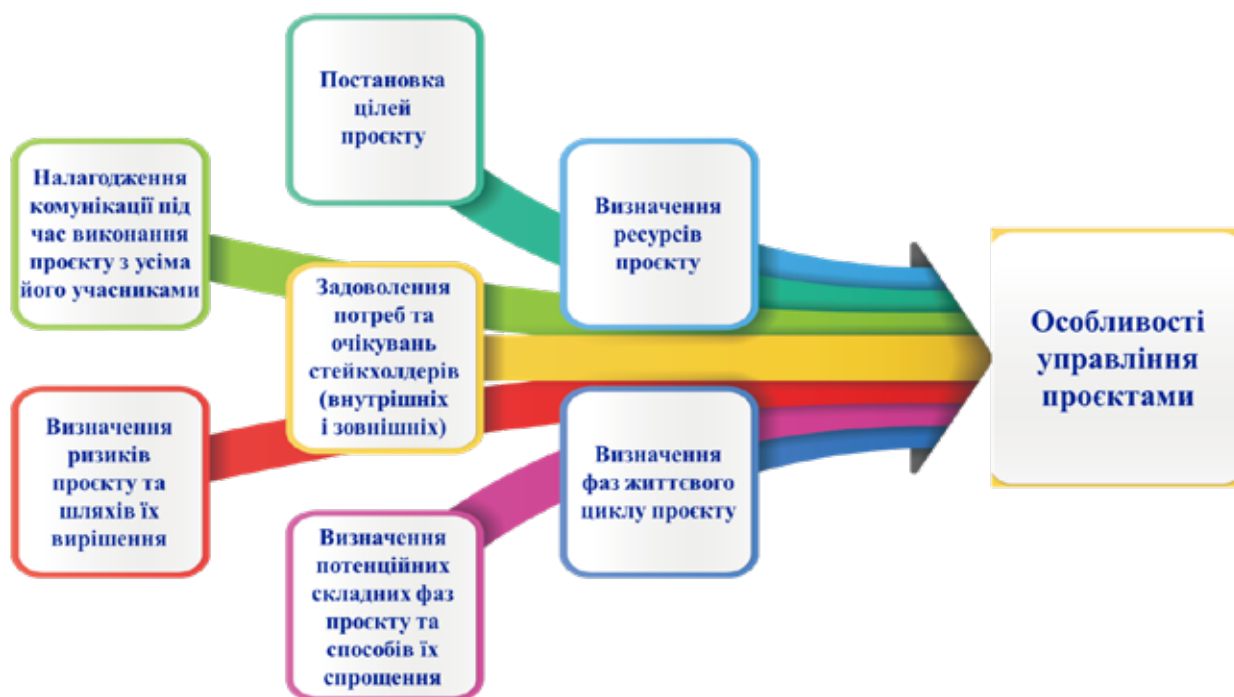 Постановка
цілей
проєкту
Налагодження
комунікації під
час виконання
проєкту з усіма
його учасниками
Визначення
ресурсів
проєкту
Задоволення
потреб та
очікувань
стейкхолдерів
(внутрішніх
і зовнішніх)
Особливості
управління
проєктами
Визначення
ризиків
проєкту та
шляхів їх
вирішення
Визначення
фаз життєвого
циклу проєкту
Визначення
потенційних
складних фаз
проєкту та
способів їх
спрощення